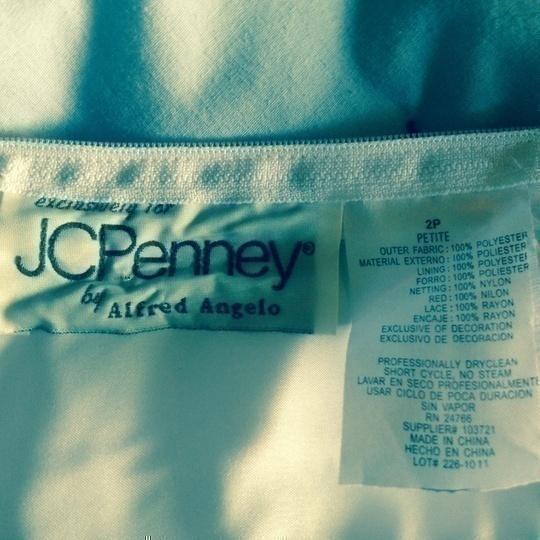 exclusively for
JCPenney®
by Alfred Angelo
2P
PETITE
OUTER FABRIC: 100% POLYESTER
MATERIAL EXTERNO: 100% POLIESTER
LINING: 100% POLYESTER
FORRO: 100% POLIESTER
NETTING: 100% NYLON
RED: 100% NILON
LACE: 100% RAYON
ENCAJE: 100% RAYON
EXCLUSIVE OF DECORATION
EXCLUSIVO DE DECORACION
PROFESSIONALLY DRYCLEAN
SHORT CYCLE, NO STEAM
LAVAR EN SECO PROFESIONALMENTE
USAR CICLO DE POCA DURACION
SIN VAPOR
RN 24766
SUPPLIER# 103721
MADE IN CHINA
HECHO EN CHINA
LOT# 226-1011